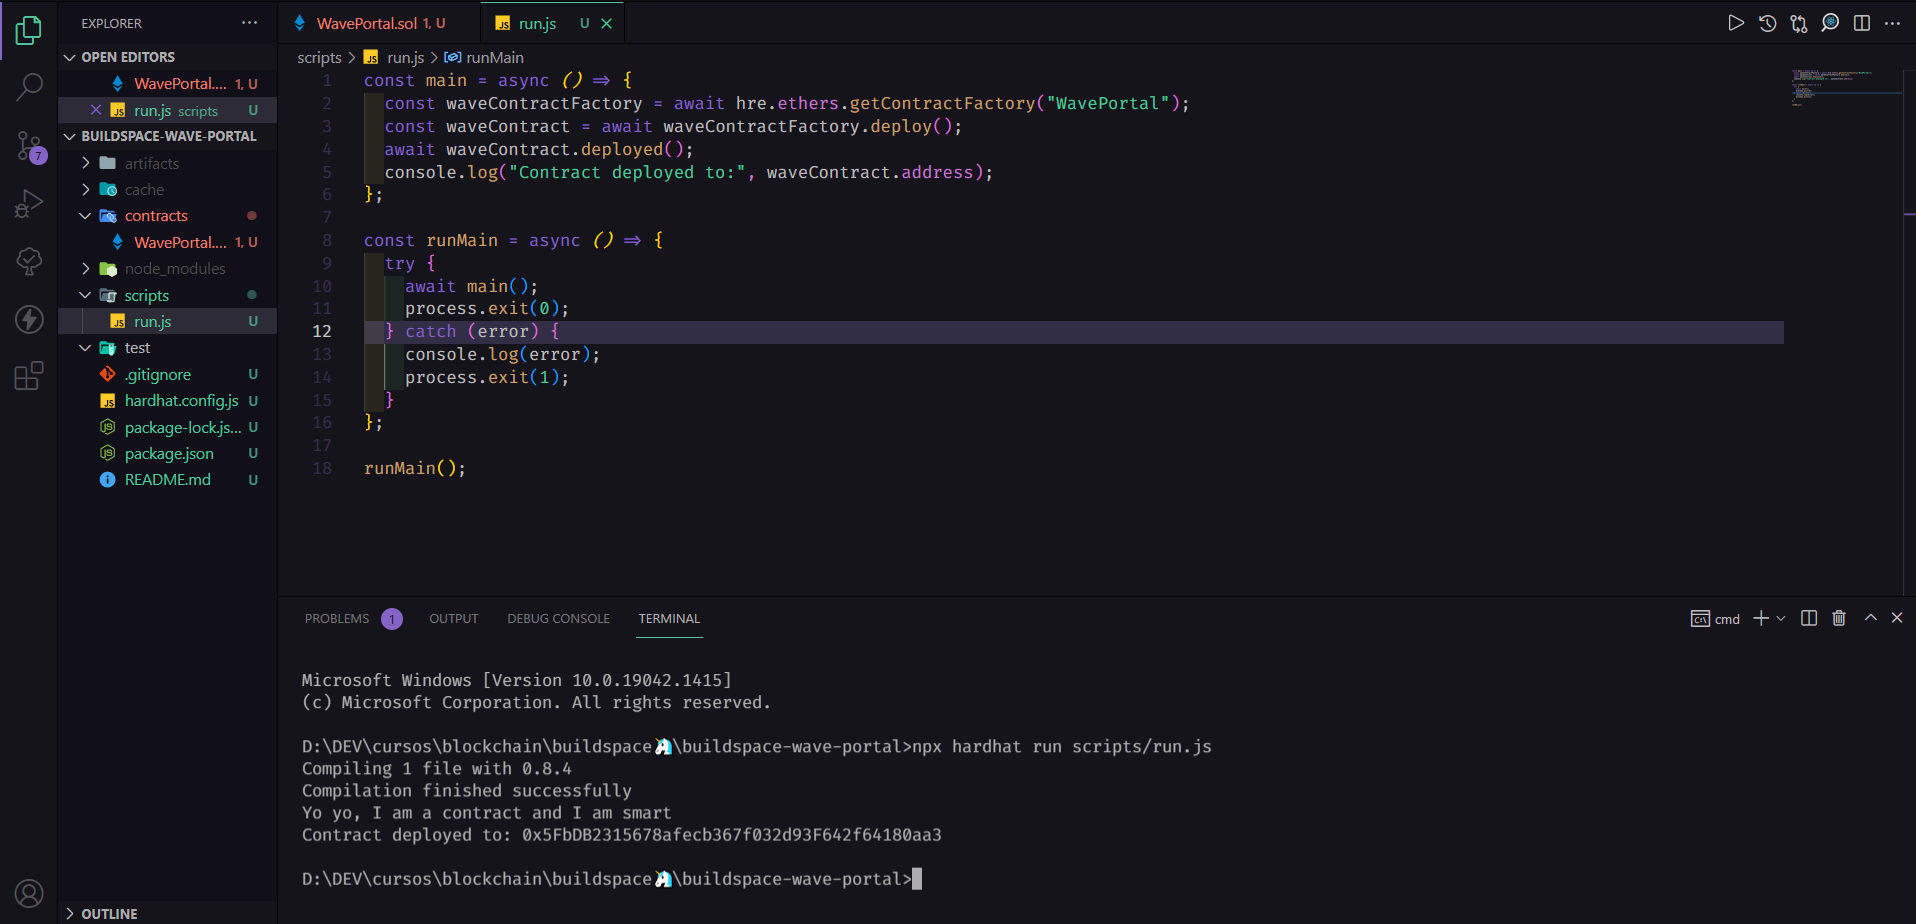 EXPLORER
OPEN EDITORS
WavePortal.... 1, U
run.js scripts U
BUILDSPACE-WAVE-PORTAL
artifacts
cache
contracts
WavePortal.... 1, U
node_modules
scripts
run.js U
test
.gitignore U
hardhat.config.js U
package-lock.js... U
package.json U
README.md U
OUTLINE
7
WavePortal.sol 1, U
run.js U
scripts > run.js > runMain
1 const main = async () => {
2 const waveContractFactory = await hre.ethers.getContractFactory("WavePortal");
3 const waveContract = await waveContractFactory.deploy();
4 await waveContract.deployed();
5 console.log("Contract deployed to:", waveContract.address);
6 };
7
8 const runMain = async () => {
9 try {
10 await main();
11 process.exit(0);
12 } catch (error) {
13 console.log(error);
14 process.exit(1);
15 }
16 };
17
18 runMain();
PROBLEMS 1 OUTPUT DEBUG CONSOLE TERMINAL
cmd
Microsoft Windows [Version 10.0.19042.1415]
(c) Microsoft Corporation. All rights reserved.
D:\DEV\cursos\blockchain\buildspace🦄\buildspace-wave-portal>npx hardhat run scripts/run.js
Compiling 1 file with 0.8.4
Compilation finished successfully
Yo yo, I am a contract and I am smart
Contract deployed to: 0x5FbDB2315678afecb367f032d93F642f64180aa3
D:\DEV\cursos\blockchain\buildspace🦄\buildspace-wave-portal>